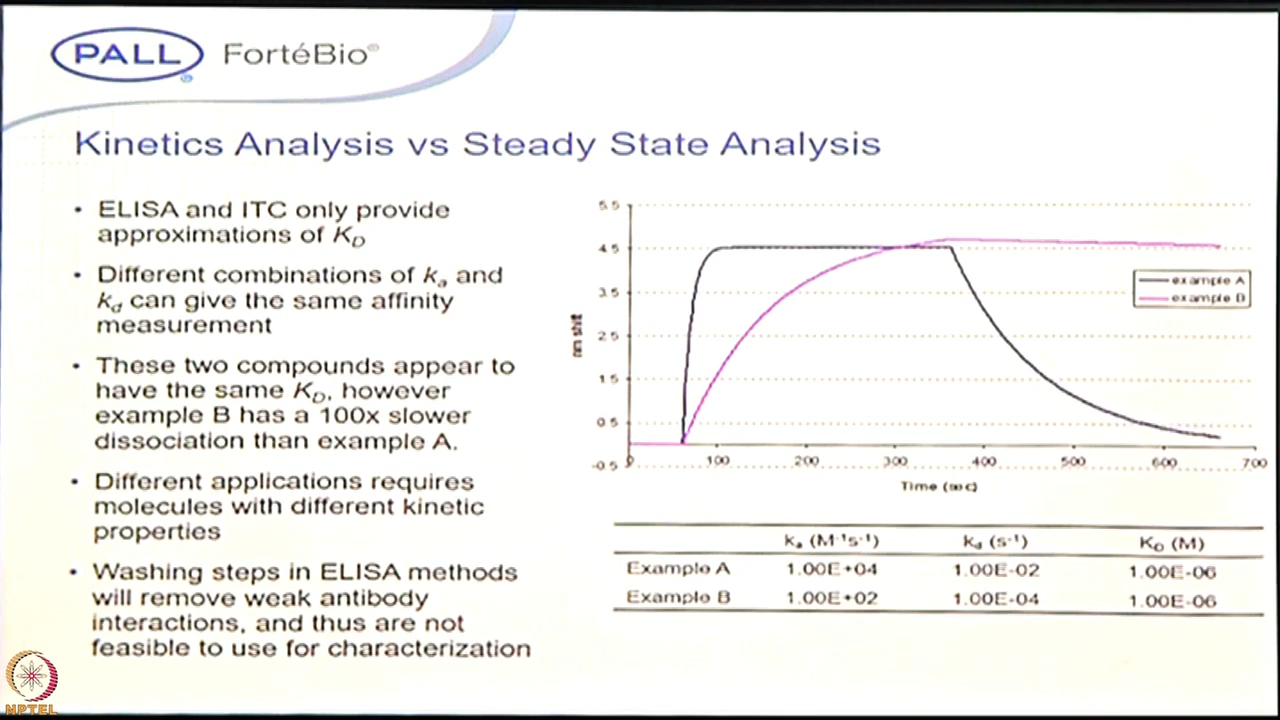 PALL
®
FortéBio®
Kinetics Analysis vs Steady State Analysis
• ELISA and ITC only provide
approximations of KD
• Different combinations of ka and
kd can give the same affinity
measurement
• These two compounds appear to
have the same KD, however
example B has a 100x slower
dissociation than example A.
• Different applications requires
molecules with different kinetic
properties
• Washing steps in ELISA methods
will remove weak antibody
interactions, and thus are not
feasible to use for characterization
5.5
4.5
3.5
2.5
1.5
0.5
-0.5
nm shift
0 100 200 300 400 500 600 700
Time (sec)
example A
example B
ka (M-1s-1) kd (s-1) KD (M)
Example A 1.00E+04 1.00E-02 1.00E-06
Example B 1.00E+02 1.00E-04 1.00E-06
NPTEL